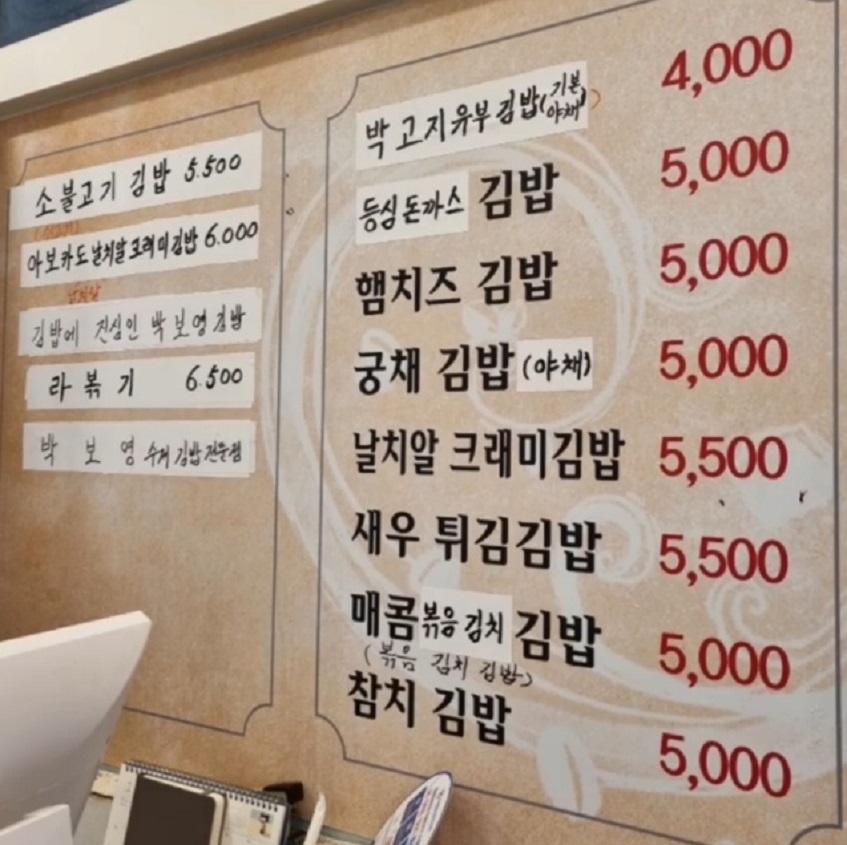 소불고기 김밥 5.500
아보카도날치알크래미김밥 6.000
김밥에 진심인 박보영김밥
라볶기 6.500
박보영 수제김밥전문점
박고지유부김밥(기본야채) 4,000
등심돈까스 김밥 5,000
햄치즈 김밥 5,000
궁채 김밥(야채) 5,000
날치알 크래미김밥 5,500
새우 튀김김밥 5,500
매콤볶음김치김밥 5,000
(볶음 김치 김밥)
참치 김밥 5,000